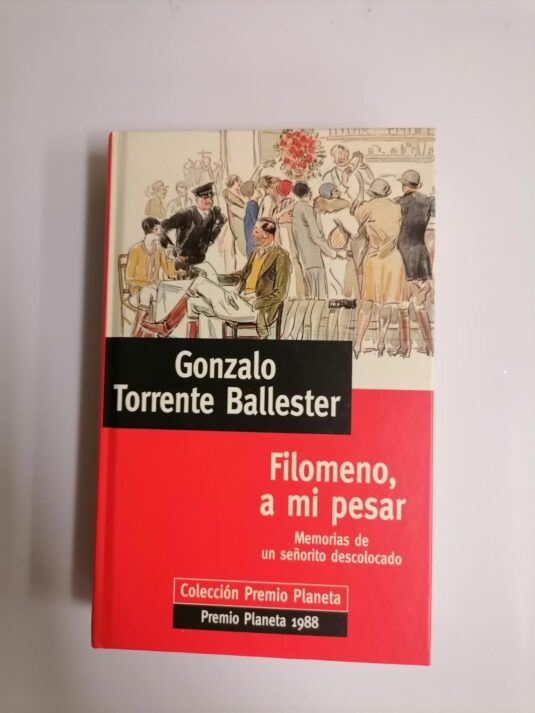 Gonzalo
Torrente Ballester
Filomeno,
a mi pesar
Memorias de
un señorito descolocado
Colección Premio Planeta
Premio Planeta 1988